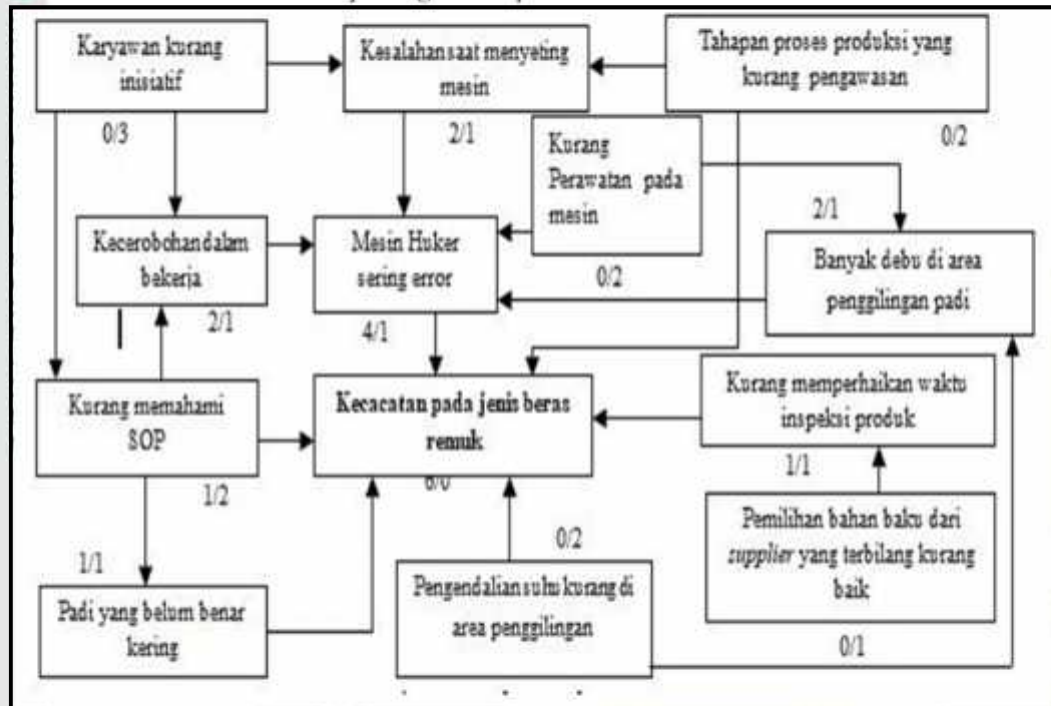 Karyawan kurang
inisiatif
0/3
Kesalahan saat menyeting
mesin
2/1
Tahapan proses produksi yang
kurang pengawasan
0/2
Kurang
Perawatan pada
mesin
0/2
Kecerobohan dalam
bekerja
2/1
Mesin Huker
sering error
4/1
2/1
Banyak debu di area
penggilingan padi
Kurang memahami
SOP
1/2
Kecacatan pada jenis beras
remuk
6/0
Kurang memperhaikan waktu
inspeksi produk
1/1
1/1
Padi yang belum benar
kering
0/2
Pengendalian suhu kurang di
area penggilingan
Pemilihan bahan baku dari
supplier yang terbilang kurang
baik
0/1